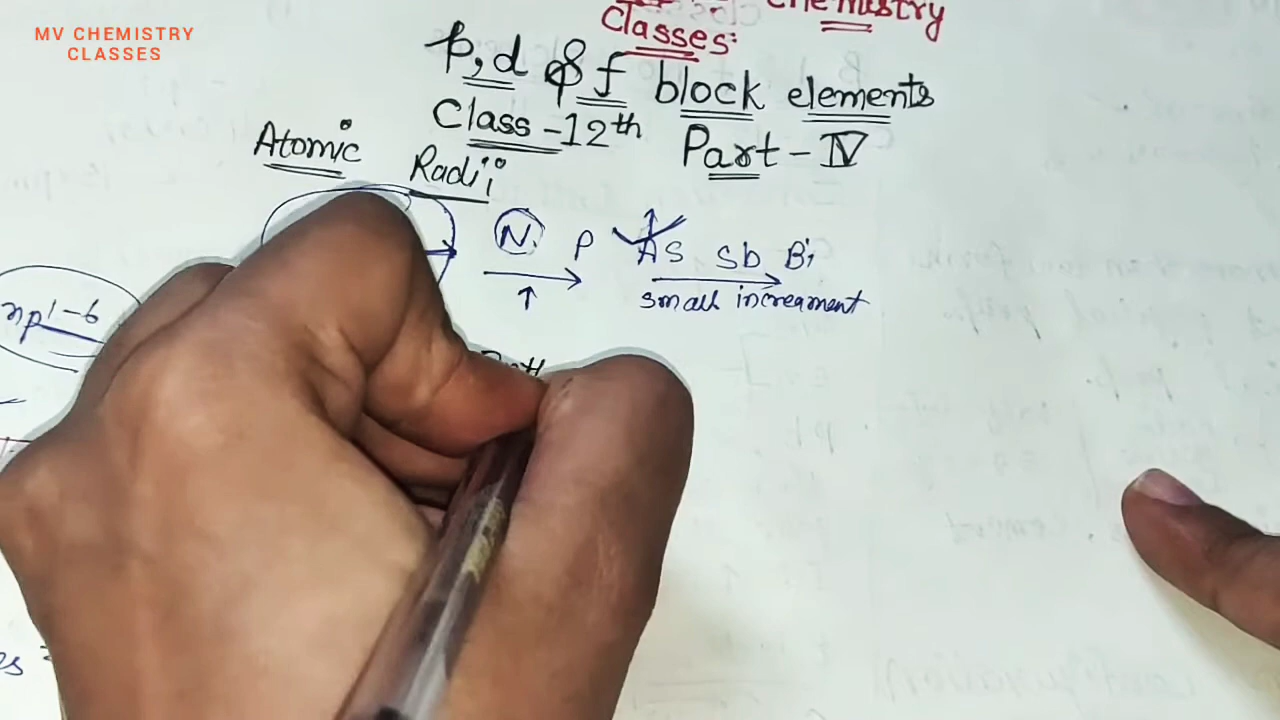 MV CHEMISTRY
CLASSES
Chemistry
Classes:
p, d & f block elements
Class -12th Part - IV
Atomic Radii
N P AS Sb Bi
small increament
np1-6